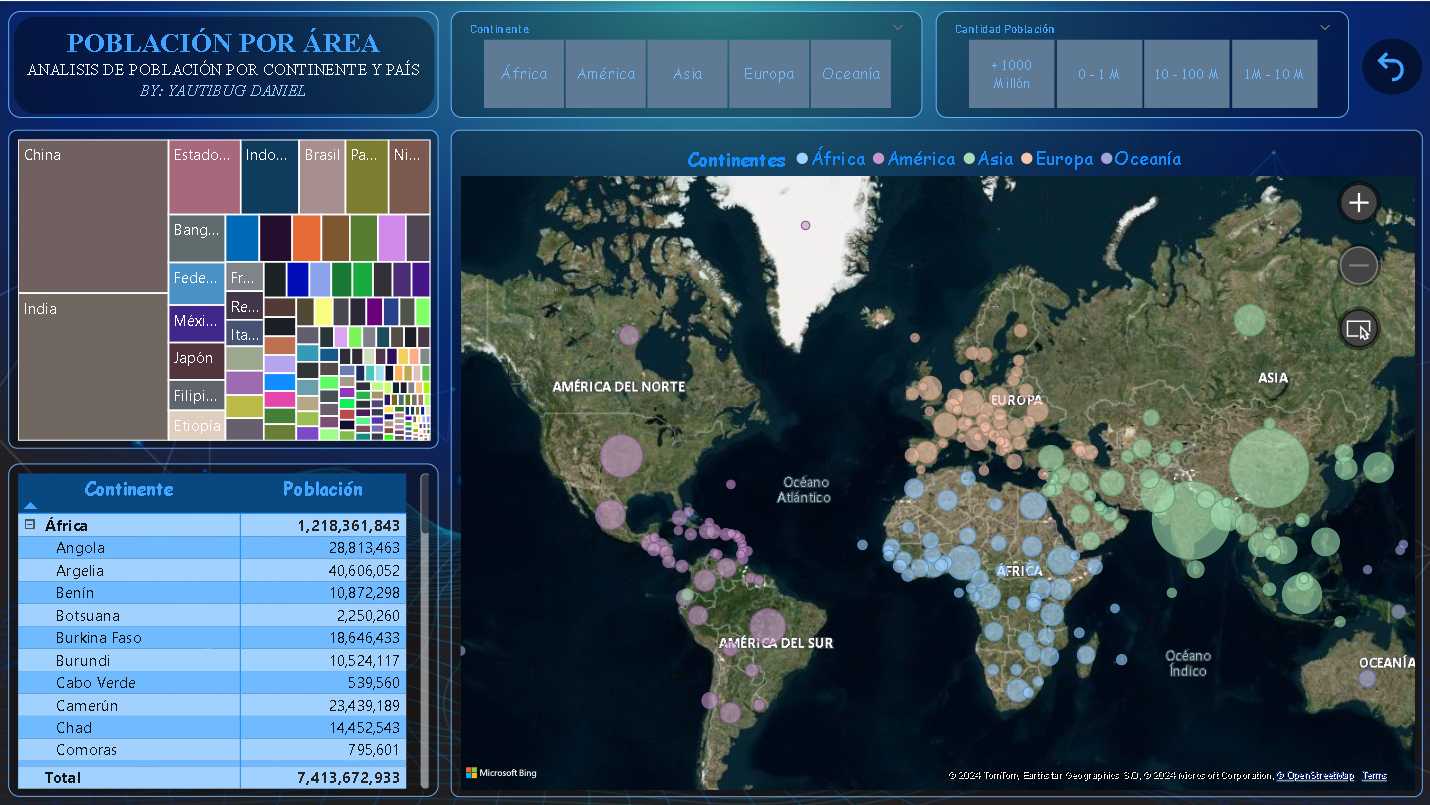 POBLACIÓN POR ÁREA
ANALISIS DE POBLACIÓN POR CONTINENTE Y PAÍS
BY: YAUTIBUG DANIEL
Continente
África
América
Asia
Europa
Oceanía
Cantidad Población
+ 1000 Millón
0 - 1 M
10 - 100 M
1M - 10 M
China
India
Estado...
Indo...
Brasil
Pa...
Ni...
Bang...
Fede...
Méxi...
Japón
Filipi...
Etiopía
Fr...
Re...
Ita...
Continentes África América Asia Europa Oceanía
AMÉRICA DEL NORTE
EUROPA
ASIA
Océano
Atlántico
ÁFRICA
AMÉRICA DEL SUR
Océano
Índico
OCEANÍA
Microsoft Bing
© 2024 TomTom, Earthstar Geographics SIO, © 2024 Microsoft Corporation, © OpenStreetMap Terms
Continente Población
África 1,218,361,843
Angola 28,813,463
Argelia 40,606,052
Benín 10,872,298
Botsuana 2,250,260
Burkina Faso 18,646,433
Burundi 10,524,117
Cabo Verde 539,560
Camerún 23,439,189
Chad 14,452,543
Comoras 795,601
Total 7,413,672,933